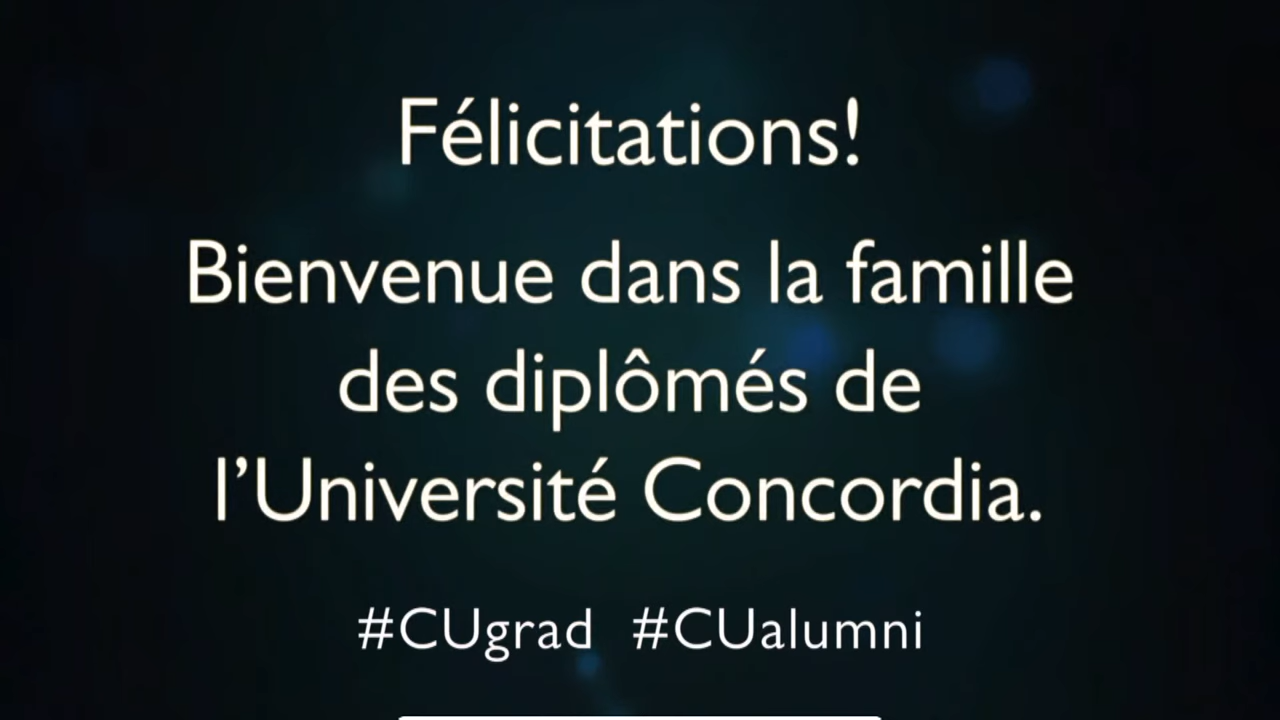 Félicitations!
Bienvenue dans la famille
des diplômés de
l’Université Concordia.
#CUgrad #CUalumni